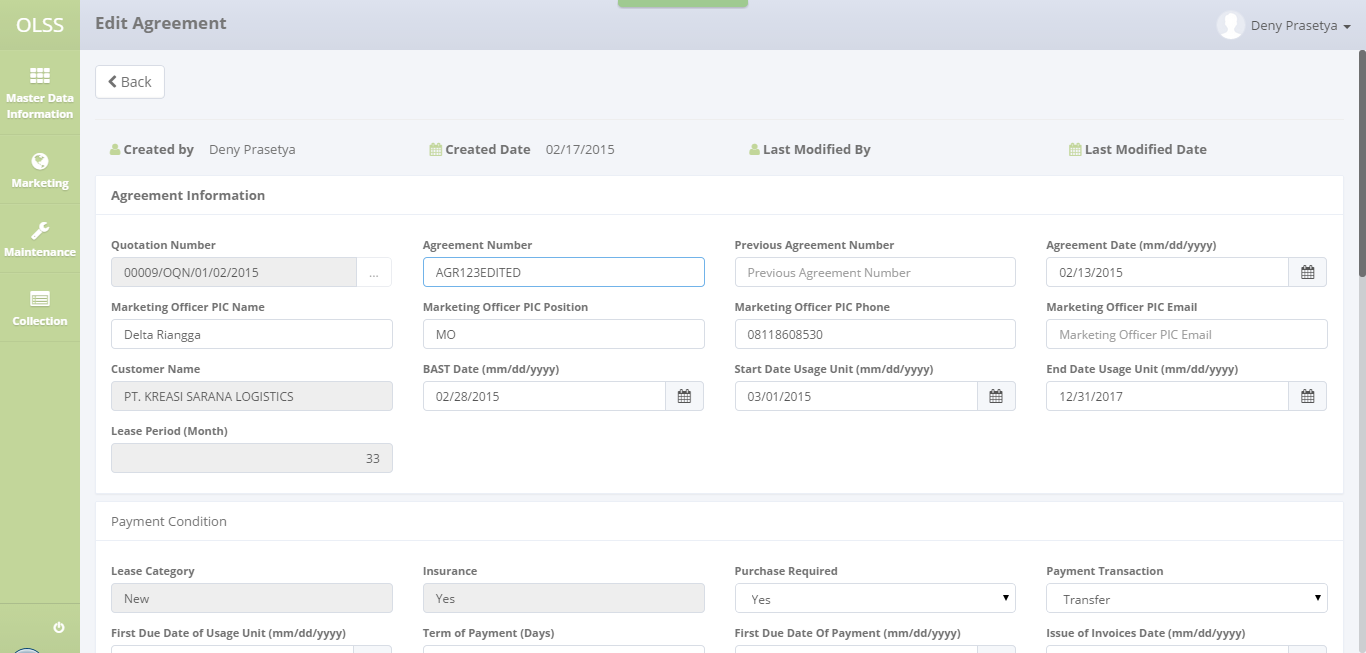 OLSS
Edit Agreement
Deny Prasetya
Master Data
Information
Marketing
Maintenance
Collection
Back
Created by Deny Prasetya Created Date 02/17/2015 Last Modified By Last Modified Date
Agreement Information
Quotation Number Agreement Number Previous Agreement Number Agreement Date (mm/dd/yyyy)
00009/OQN/01/02/2015 ... AGR123EDITED Previous Agreement Number 02/13/2015
Marketing Officer PIC Name Marketing Officer PIC Position Marketing Officer PIC Phone Marketing Officer PIC Email
Delta Riangga MO 08118608530 Marketing Officer PIC Email
Customer Name BAST Date (mm/dd/yyyy) Start Date Usage Unit (mm/dd/yyyy) End Date Usage Unit (mm/dd/yyyy)
PT. KREASI SARANA LOGISTICS 02/28/2015 03/01/2015 12/31/2017
Lease Period (Month)
33
Payment Condition
Lease Category Insurance Purchase Required Payment Transaction
New Yes Yes Transfer
First Due Date of Usage Unit (mm/dd/yyyy) Term of Payment (Days) First Due Date Of Payment (mm/dd/yyyy) Issue of Invoices Date (mm/dd/yyyy)